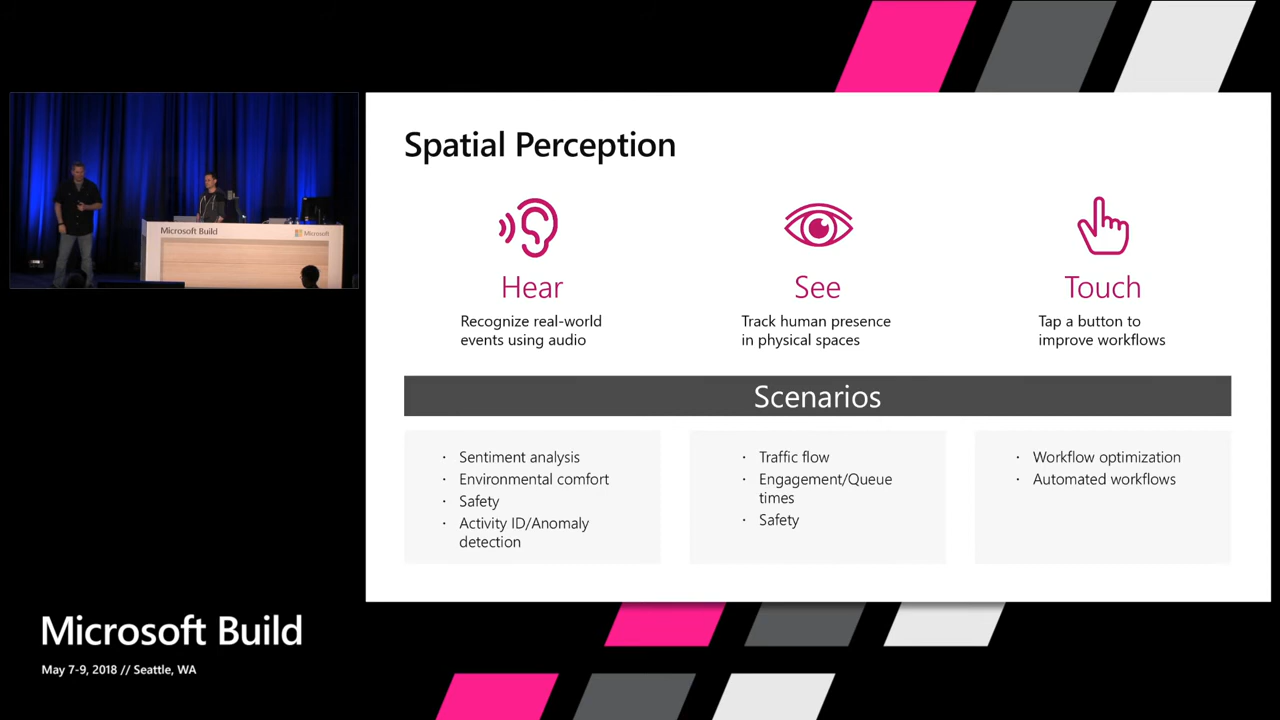 Microsoft Build
Microsoft
Spatial Perception
Hear
Recognize real-world
events using audio
See
Track human presence
in physical spaces
Touch
Tap a button to
improve workflows
Scenarios
· Sentiment analysis
· Environmental comfort
· Safety
· Activity ID/Anomaly
detection
· Traffic flow
· Engagement/Queue
times
· Safety
· Workflow optimization
· Automated workflows
Microsoft Build
May 7-9, 2018 // Seattle, WA